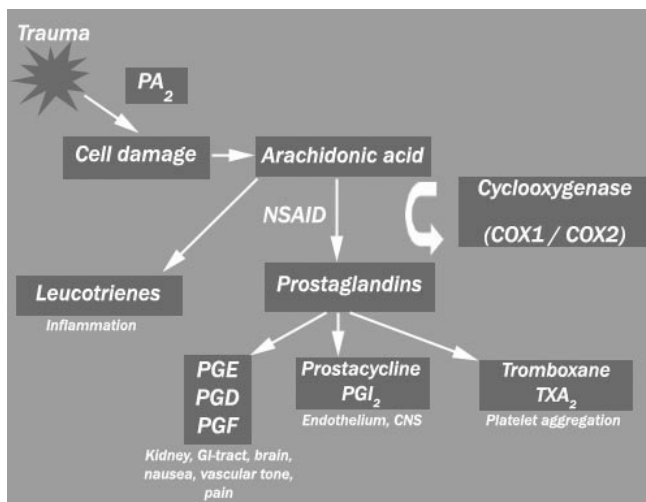 Trauma
PA2
Cell damage
Arachidonic acid
Cyclooxygenase
(COX1 / COX2)
NSAID
Leucotrienes
Inflammation
Prostaglandins
PGE
PGD
PGF
Kidney, GI-tract, brain,
nausea, vascular tone,
pain
Prostacycline
PGI2
Endothelium, CNS
Tromboxane
TXA2
Platelet aggregation